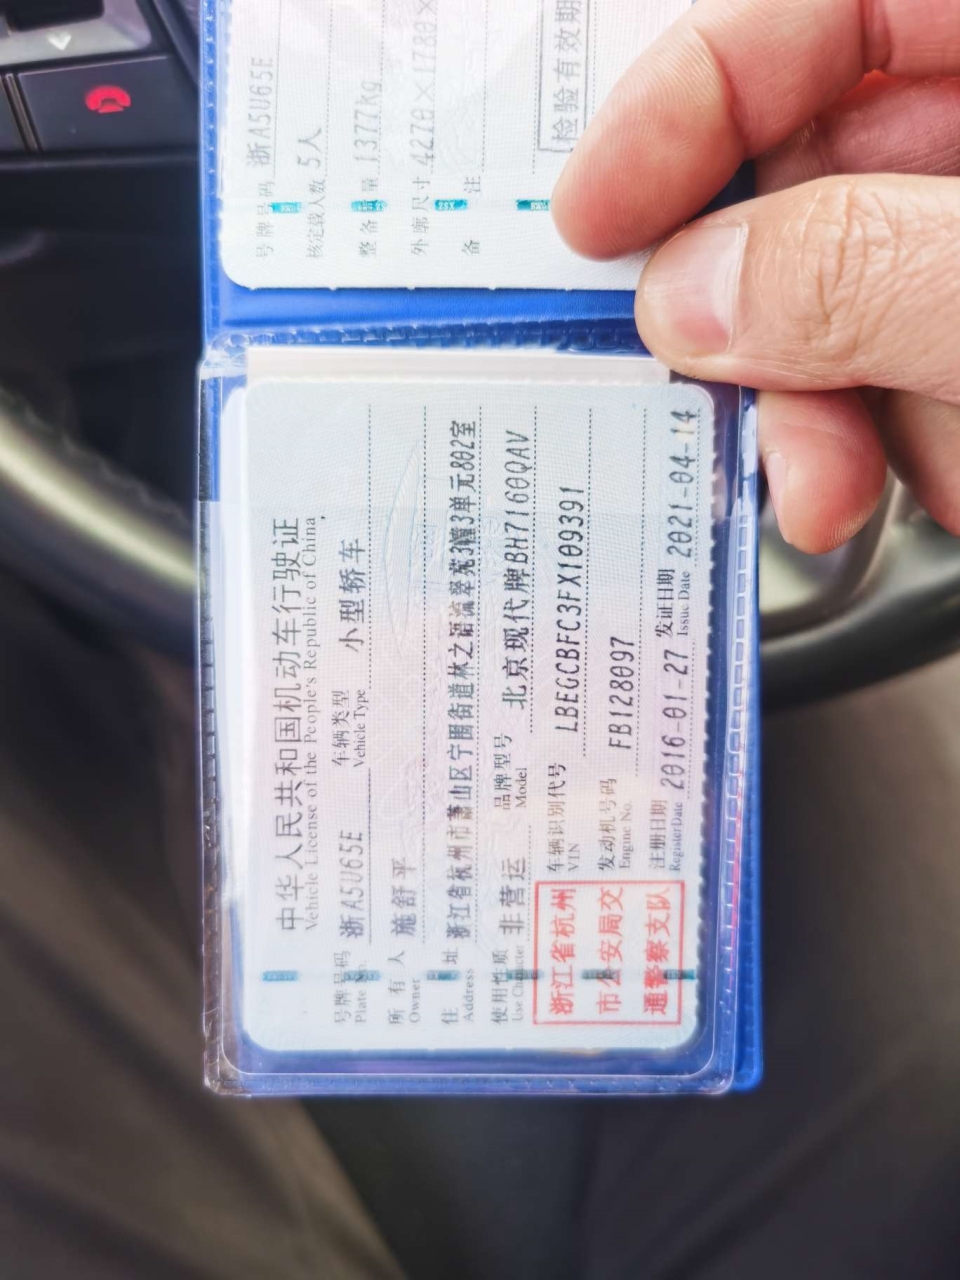 中华人民共和国机动车行驶证
Vehicle License of the People's Republic of China
号牌号码 浙A5U65E 车辆类型 小型轿车
Plate No. Vehicle Type
所有人 施舒平
Owner
住址 浙江省杭州市萧山区宁围街道林之语流翠苑3幢3单元802室
Address
使用性质 非营运 品牌型号 北京现代牌BH7160QAV
Use Character Model
车辆识别代号 LBEGCBFC3FX109391
VIN
发动机号码 FB128097
Engine No.
注册日期 2016-01-27 发证日期 2021-04-14
Register Date Issue Date
浙江省杭州
市公安局交
通警察支队
号牌号码 浙A5U65E
核定载人数 5人
整备质量 1377kg
外廓尺寸 4270×1780×
备注
检验有效期